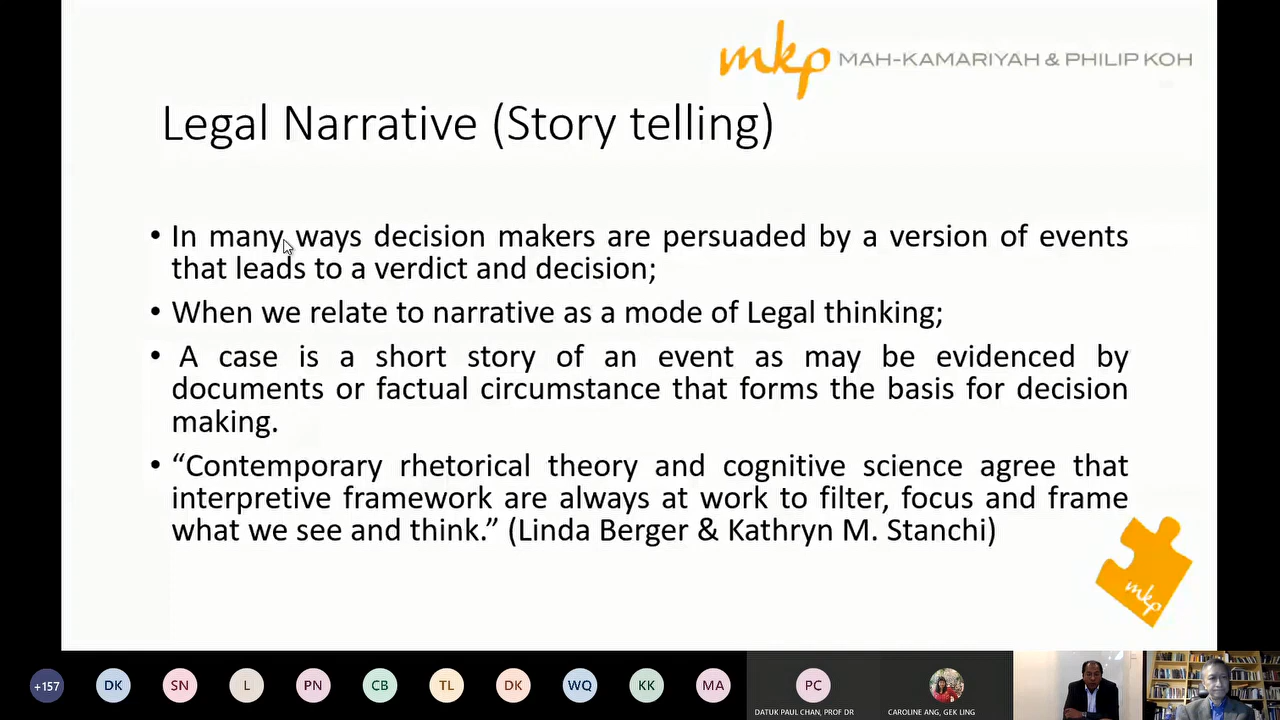 mkp MAH-KAMARIYAH & PHILIP KOH
Legal Narrative (Story telling)
• In many ways decision makers are persuaded by a version of events
that leads to a verdict and decision;
• When we relate to narrative as a mode of Legal thinking;
• A case is a short story of an event as may be evidenced by
documents or factual circumstance that forms the basis for decision
making.
• “Contemporary rhetorical theory and cognitive science agree that
interpretive framework are always at work to filter, focus and frame
what we see and think.” (Linda Berger & Kathryn M. Stanchi)
mkp
+157 DK SN L PN CB TL DK WQ KK MA PC
DATUK PAUL CHAN, PROF DR CAROLINE ANG, GEK LING